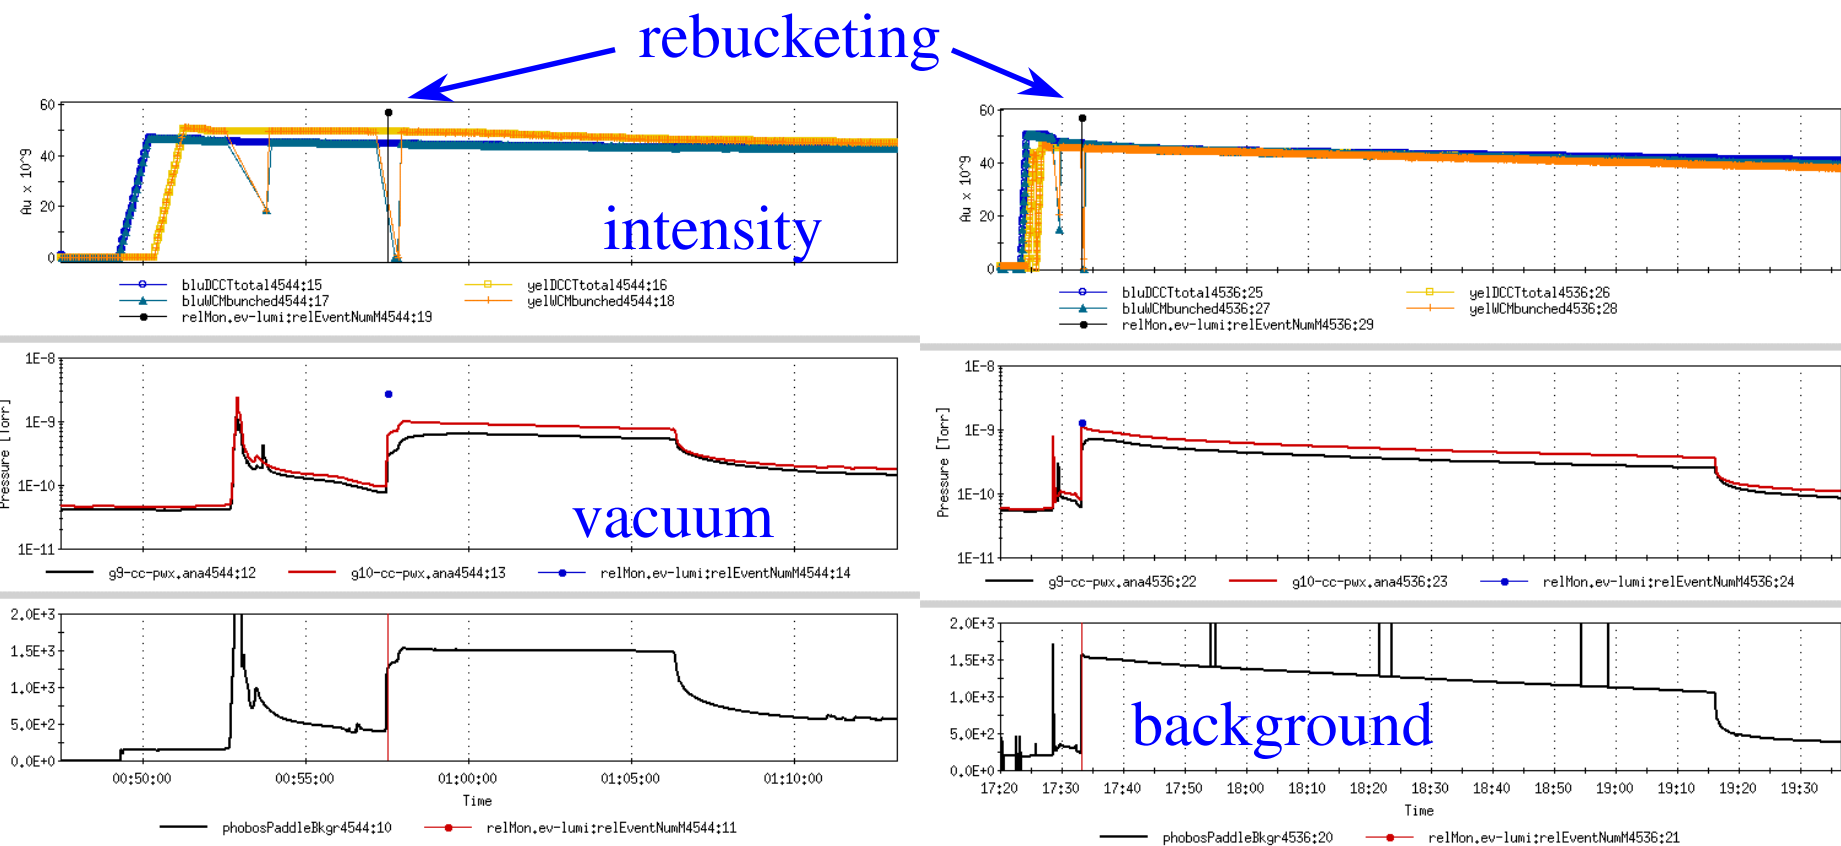 rebucketing
60
40
20
0
Au x 10^9
intensity
bluDCCTtotal4544:15 yelDCCTtotal4544:16
bluWCMbunched4544:17 yelWCMbunched4544:18
relMon.ev-lumi:relEventNumM4544:19
1E-8
1E-9
1E-10
1E-11
Pressure [Torr]
vacuum
g9-cc-pwx.ana4544:12 g10-cc-pwx.ana4544:13 relMon.ev-lumi:relEventNumM4544:14
2.0E+3
1.5E+3
1.0E+3
5.0E+2
0.0E+0
00:50:00 00:55:00 01:00:00 01:05:00 01:10:00
Time
phobosPaddleBkgr4544:10 relMon.ev-lumi:relEventNumM4544:11
60
40
20
0
Au x 10^9
bluDCCTtotal4536:25 yelDCCTtotal4536:26
bluWCMbunched4536:27 yelWCMbunched4536:28
relMon.ev-lumi:relEventNumM4536:29
1E-8
1E-9
1E-10
1E-11
Pressure [Torr]
g9-cc-pwx.ana4536:22 g10-cc-pwx.ana4536:23 relMon.ev-lumi:relEventNumM4536:24
2.0E+3
1.5E+3
1.0E+3
5.0E+2
0.0E+0
background
17:20 17:30 17:40 17:50 18:00 18:10 18:20 18:30 18:40 18:50 19:00 19:10 19:20 19:30
Time
phobosPaddleBkgr4536:20 relMon.ev-lumi:relEventNumM4536:21